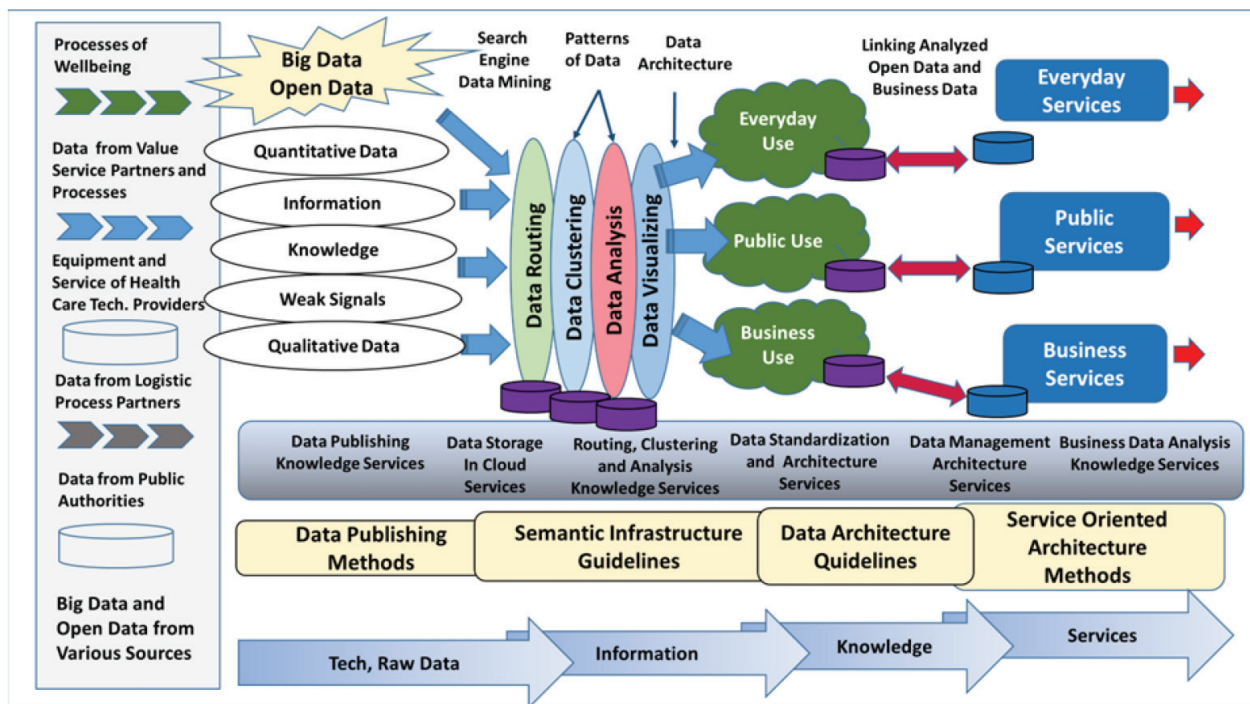 Processes of
Wellbeing
Data from Value
Service Partners and
Processes
Equipment and
Service of Health
Care Tech. Providers
Data from Logistic
Process Partners
Data from Public
Authorities
Big Data and
Open Data from
Various Sources
Big Data
Open Data
Quantitative Data
Information
Knowledge
Weak Signals
Qualitative Data
Search
Engine
Data Mining
Patterns
of Data
Data
Architecture
Data Routing
Data Clustering
Data Analysis
Data Visualizing
Everyday
Use
Public Use
Business
Use
Linking Analyzed
Open Data and
Business Data
Everyday
Services
Public
Services
Business
Services
Data Publishing
Knowledge Services
Data Storage
In Cloud
Services
Routing, Clustering
and Analysis
Knowledge Services
Data Standardization
and Architecture
Services
Data Management
Architecture
Services
Business Data Analysis
Knowledge Services
Data Publishing
Methods
Semantic Infrastructure
Guidelines
Data Architecture
Quidelines
Service Oriented
Architecture
Methods
Tech, Raw Data
Information
Knowledge
Services